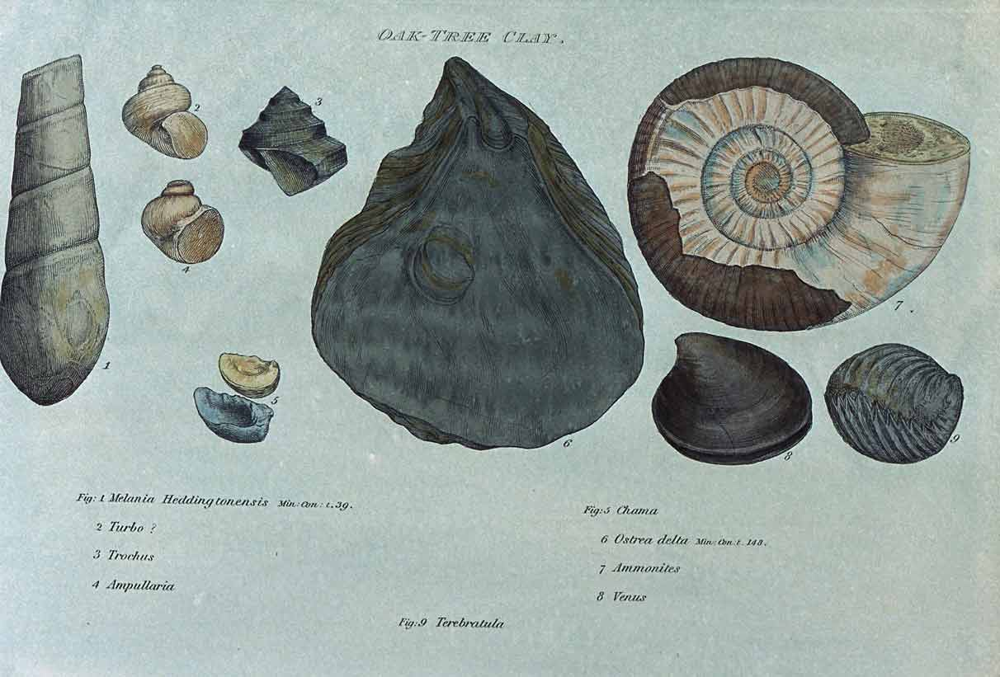 OAK-TREE CLAY.
2
3
4
1
5
6
7.
8
9
Fig: 1 Melania Heddingtonensis Min: Con: t. 39.
2 Turbo ?
3 Trochus
4 Ampullaria
Fig: 5 Chama
6 Ostrea delta Min: Con: t. 148.
7 Ammonites
8 Venus
Fig: 9 Terebratula